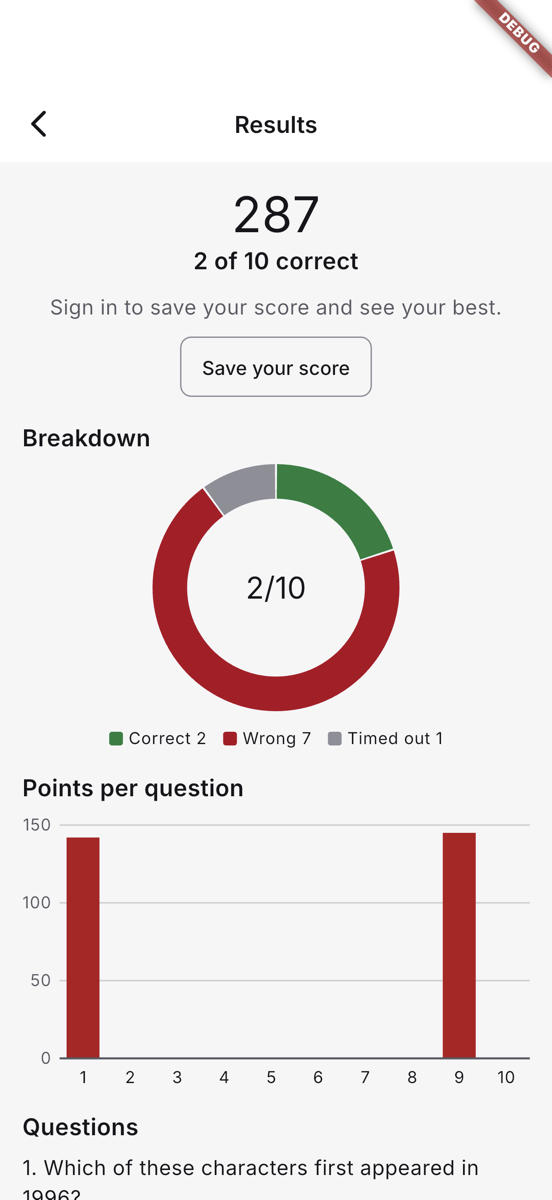 DEBUG
Results
287
2 of 10 correct
Sign in to save your score and see your best.
Save your score
Breakdown
2/10
Correct 2 Wrong 7 Timed out 1
Points per question
150
100
50
0
1 2 3 4 5 6 7 8 9 10
Questions
1. Which of these characters first appeared in
1996?